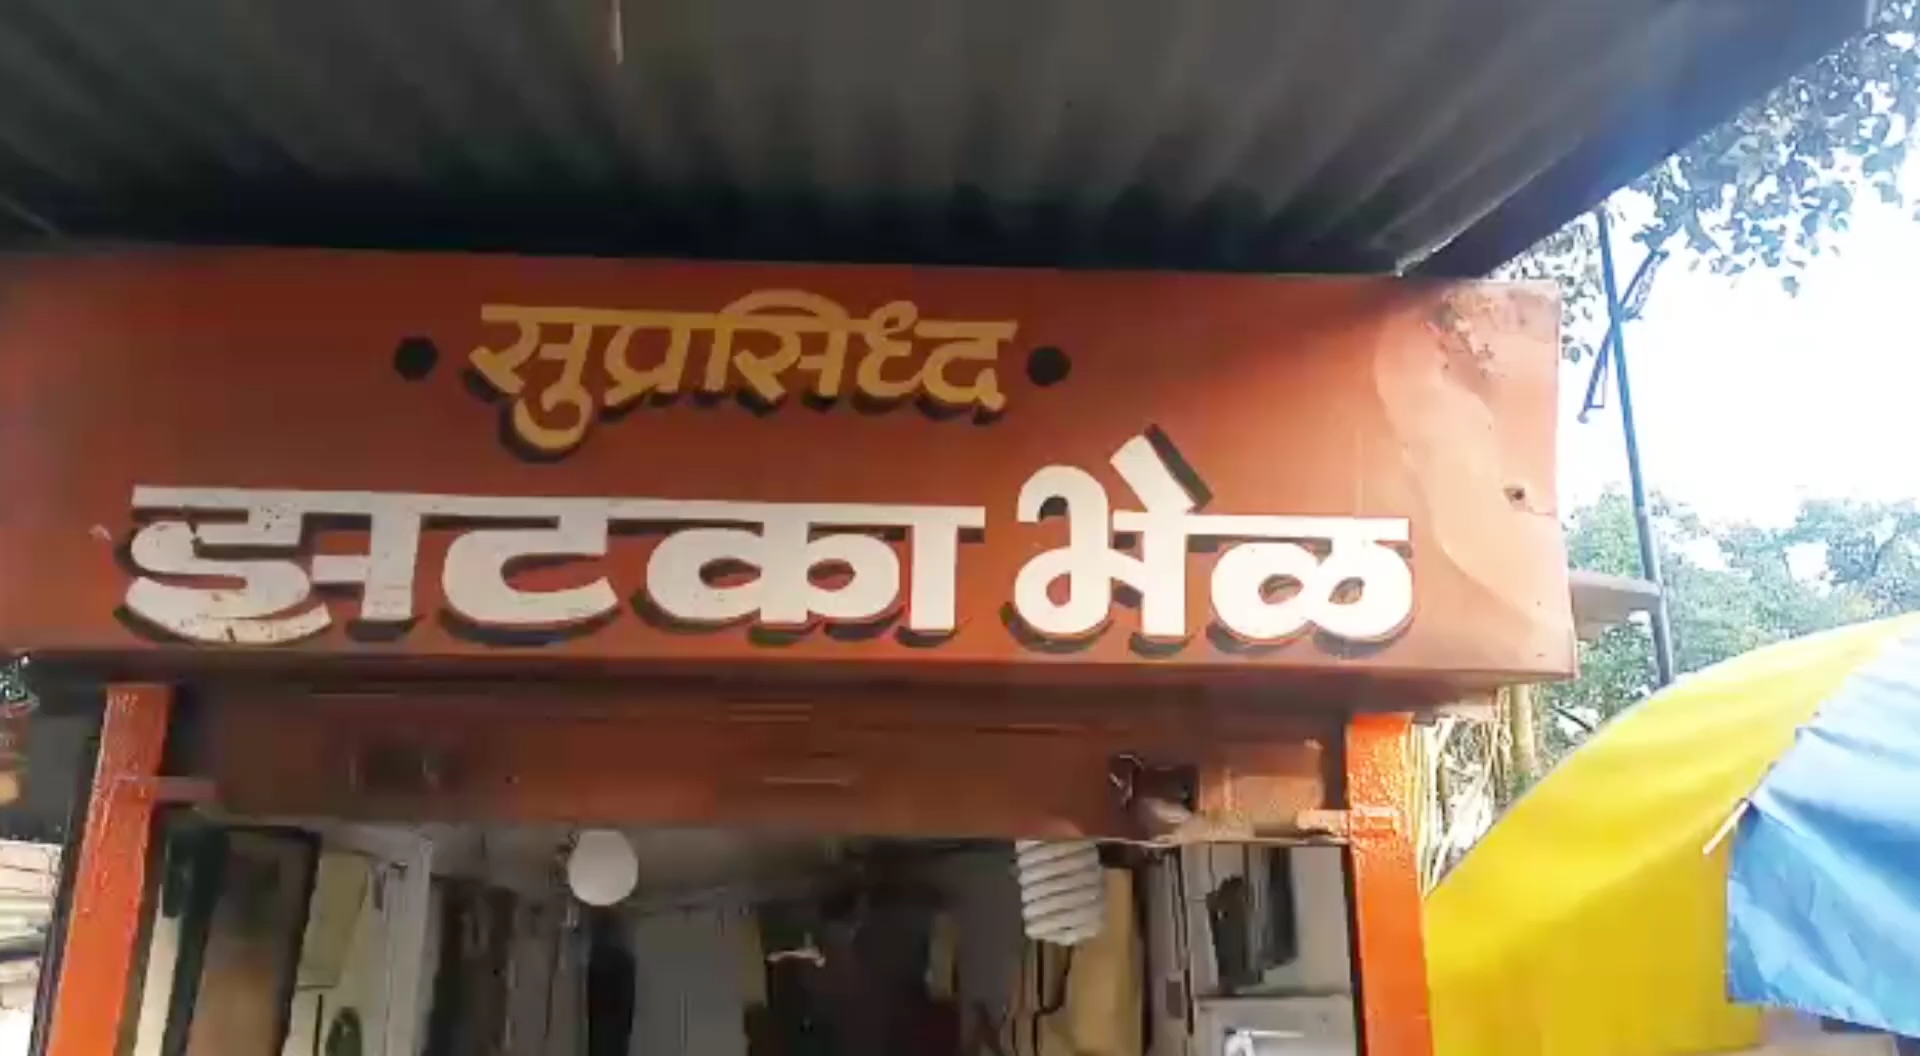 • सुप्रसिध्द •
झटका भेळ